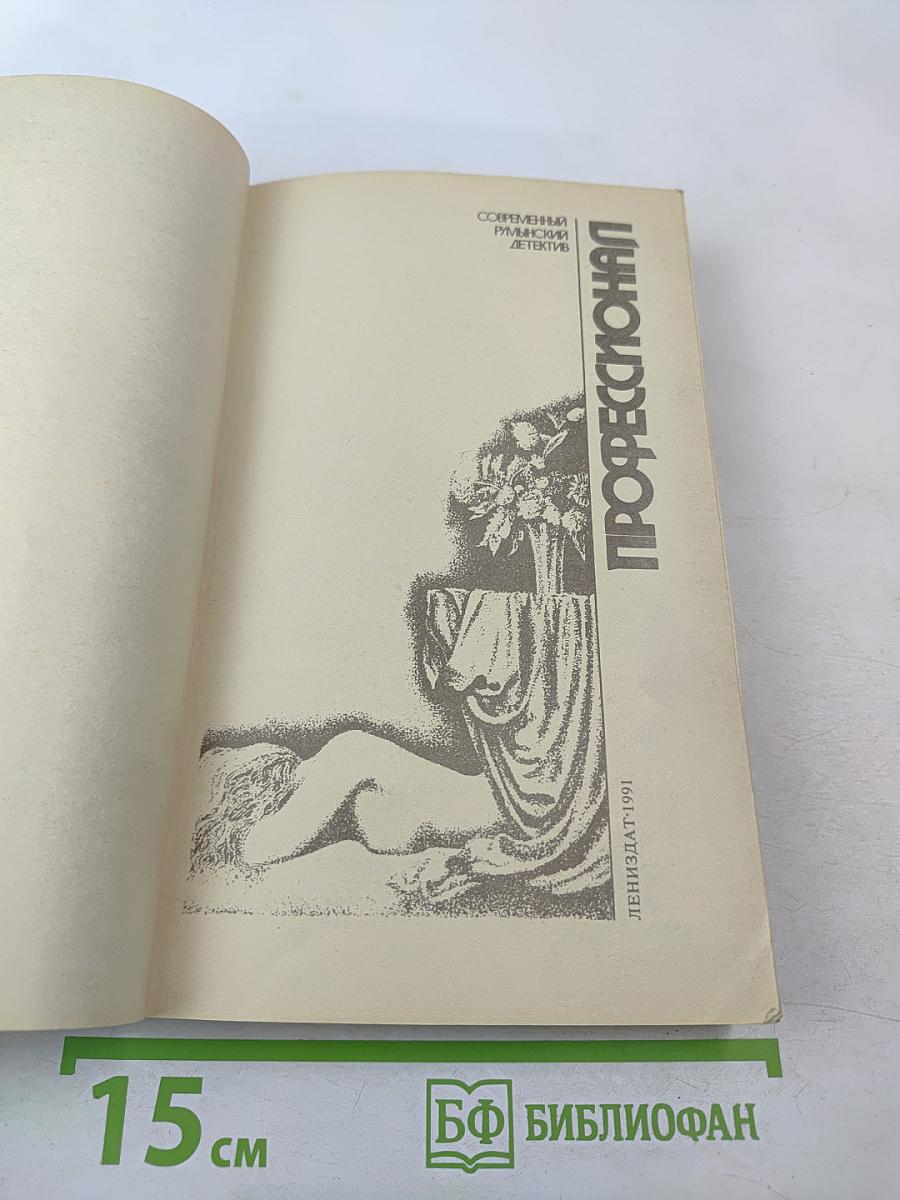 СОВРЕМЕННЫЙ
РУМЫНСКИЙ
ДЕТЕКТИВ
ПРОФЕССИОНАЛ
ЛЕНИЗДАТ·1991
15 см
БФ БИБЛИОФАН